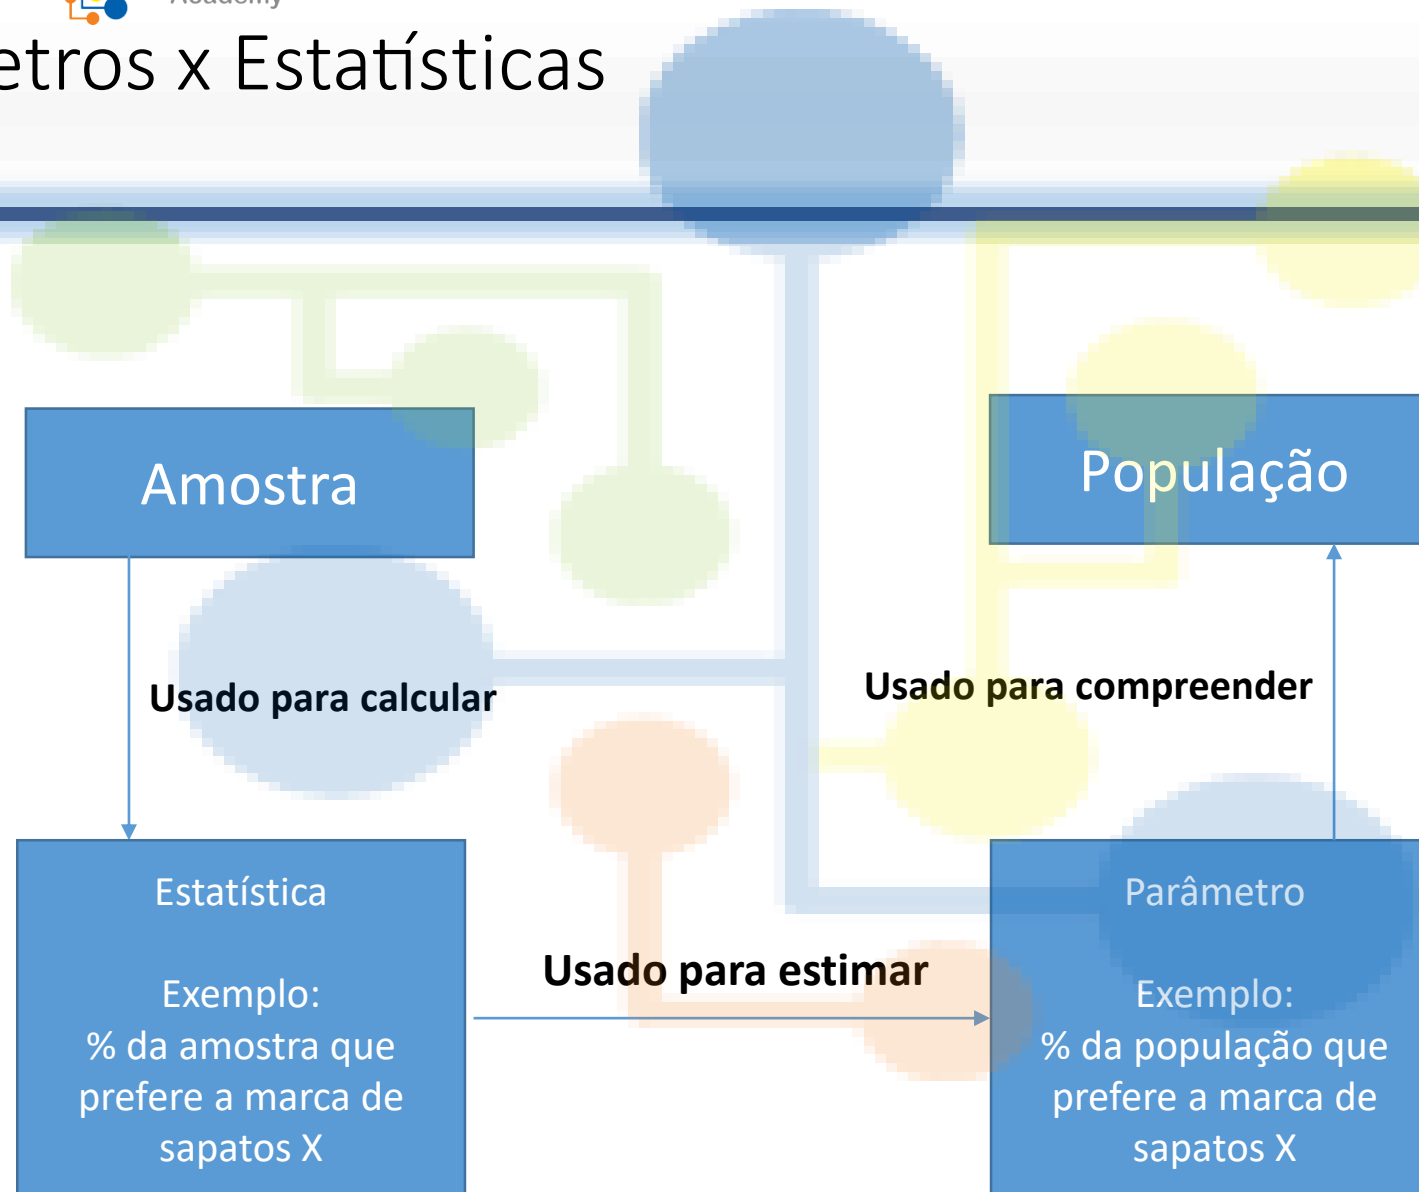 Academy
etros x Estatísticas
Amostra
População
Usado para calcular
Usado para compreender
Estatística
Exemplo:
% da amostra que
prefere a marca de
sapatos X
Usado para estimar
Parâmetro
Exemplo:
% da população que
prefere a marca de
sapatos X